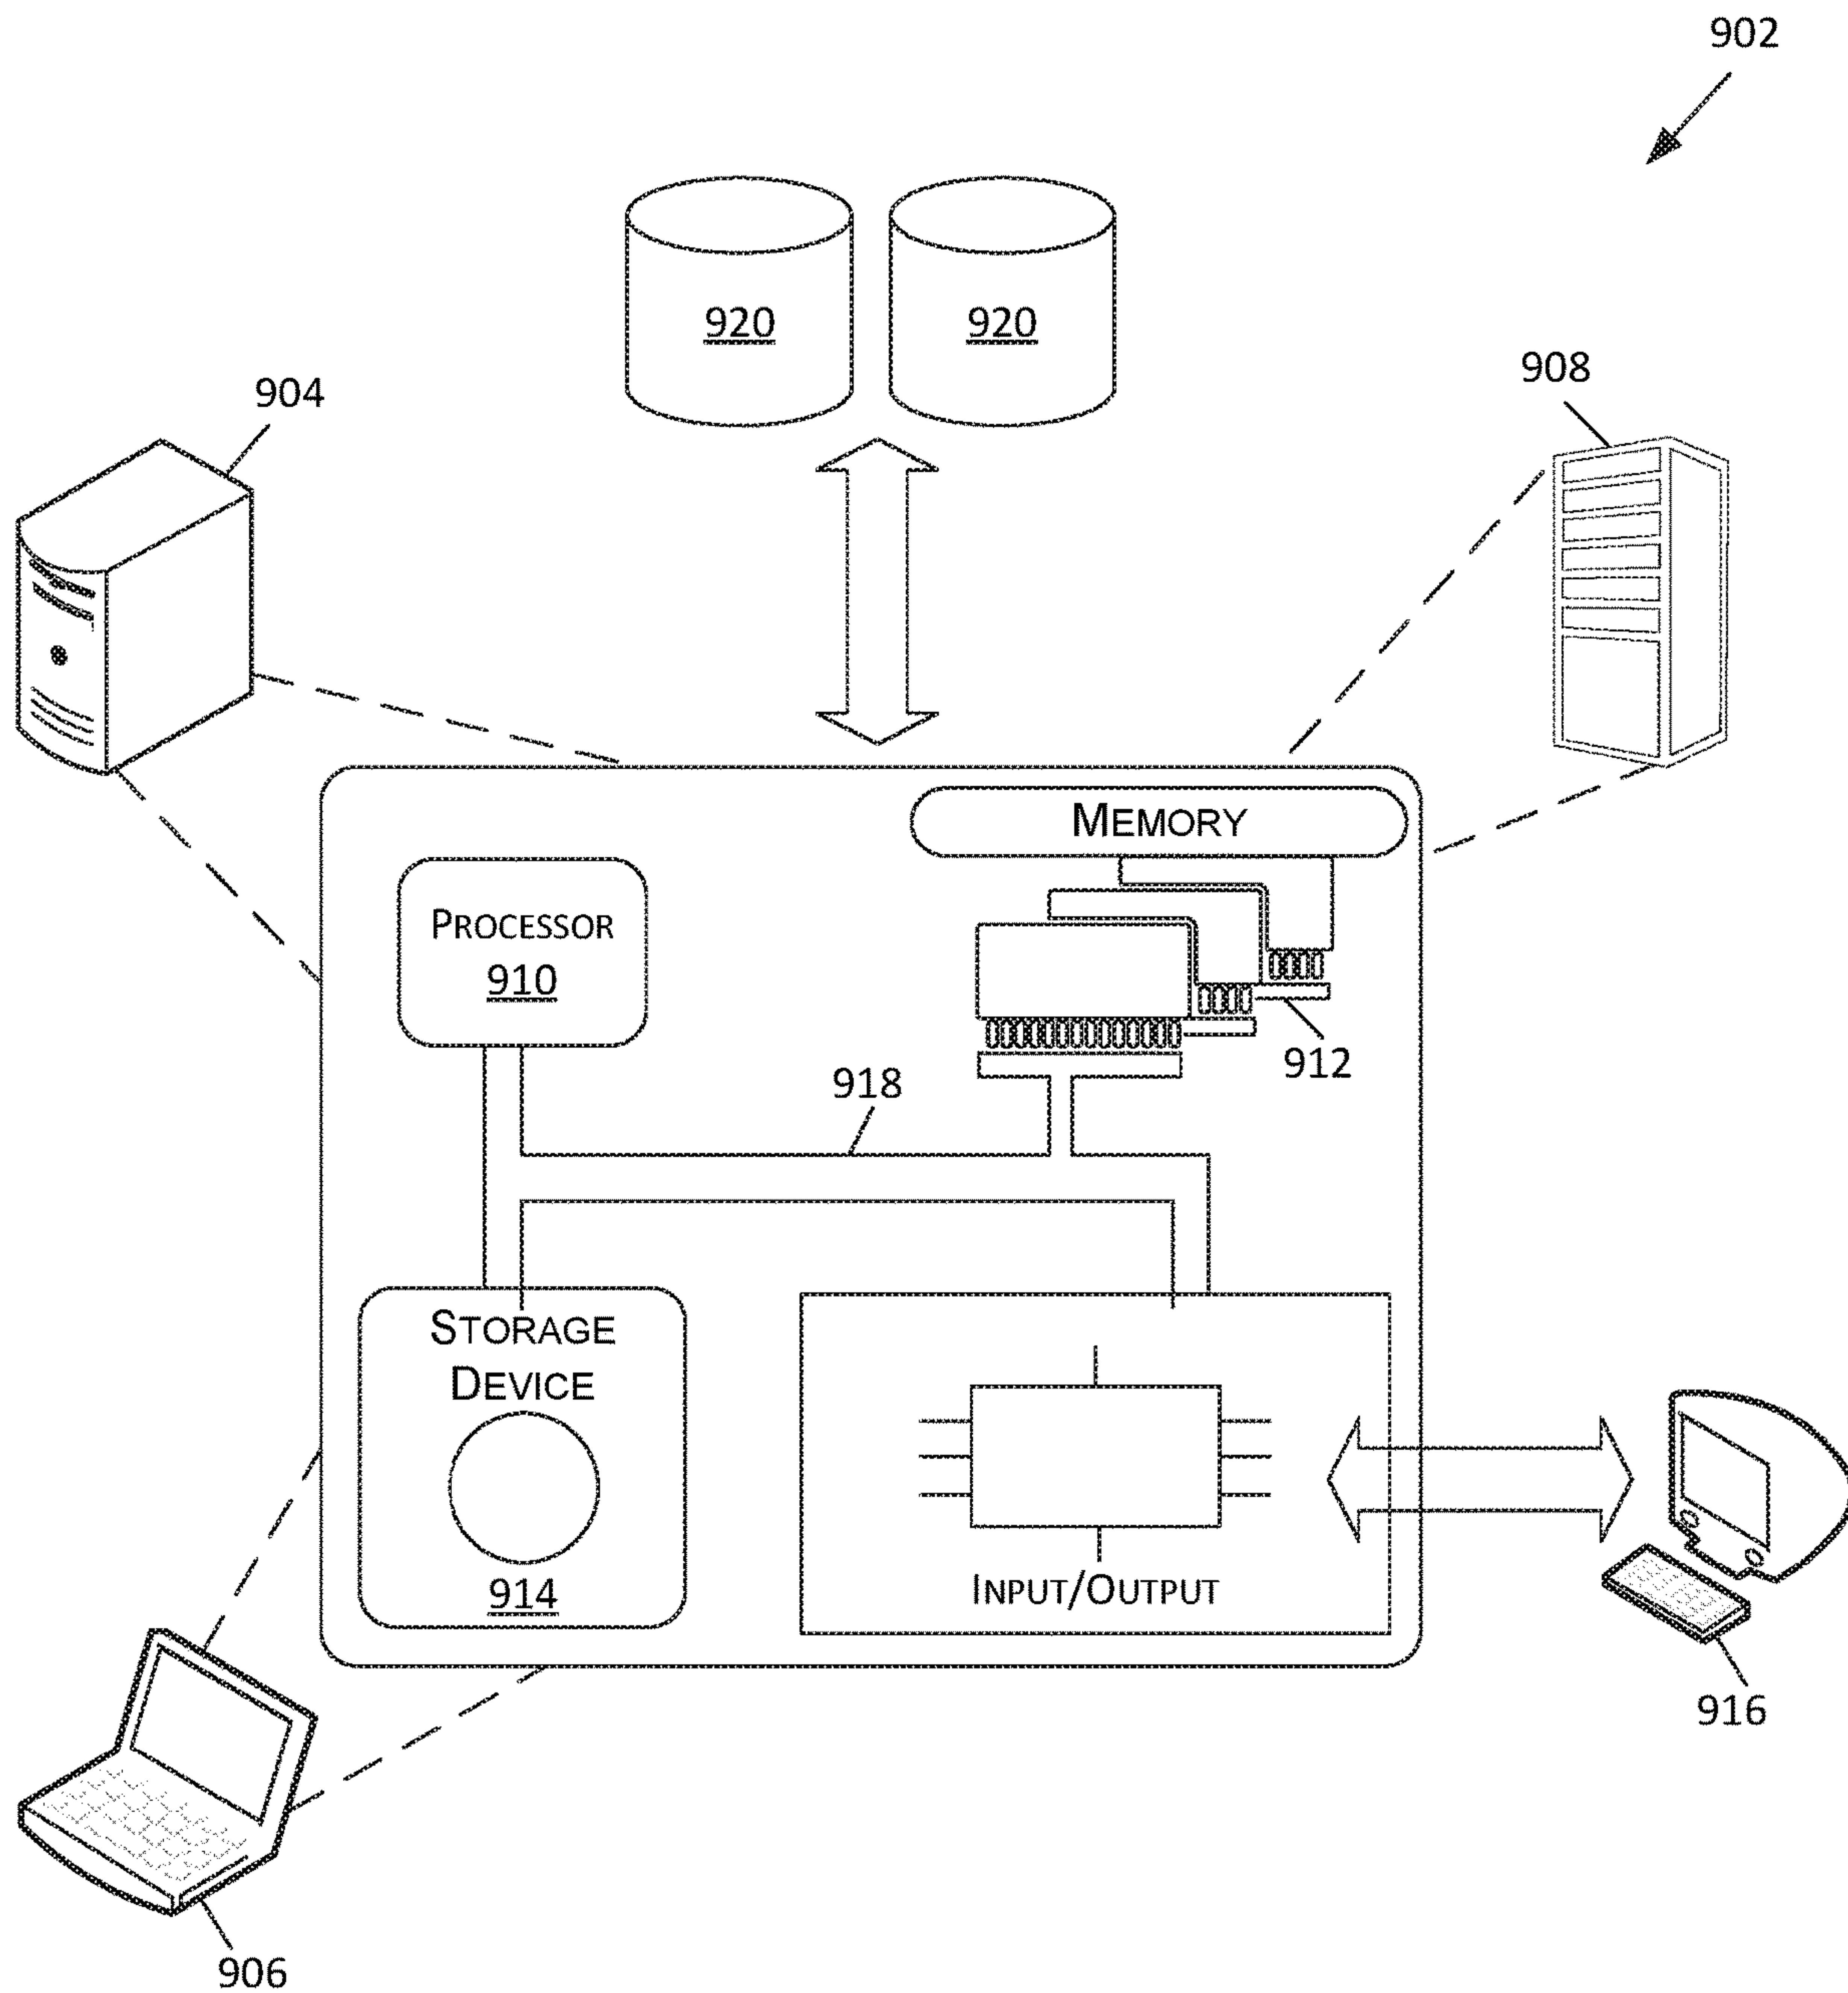 902
920
920
908
904
MEMORY
PROCESSOR
910
912
918
STORAGE
DEVICE
914
INPUT/OUTPUT
916
906